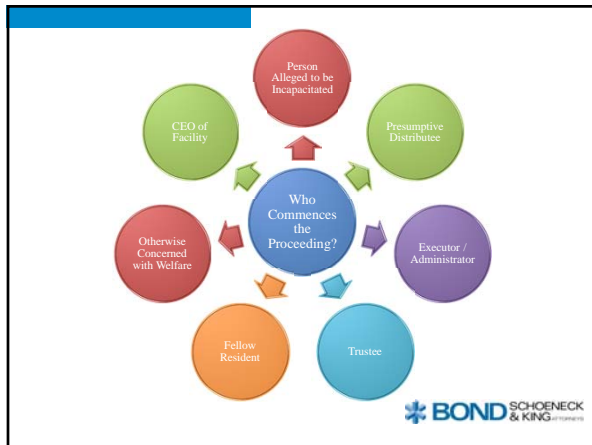 Person
Alleged to be
Incapacitated
CEO of
Facility
Presumptive
Distributee
Who
Commences
the
Proceeding?
Otherwise
Concerned
with Welfare
Executor /
Administrator
Fellow
Resident
Trustee
BOND SCHOENECK
& KING ATTORNEYS